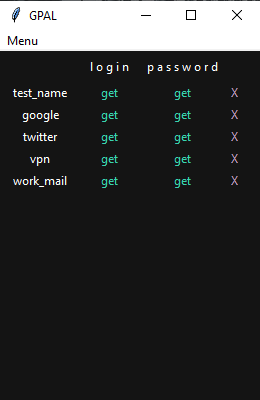 GPAL
Menu
login password
test_name get get X
google get get X
twitter get get X
vpn get get X
work_mail get get X